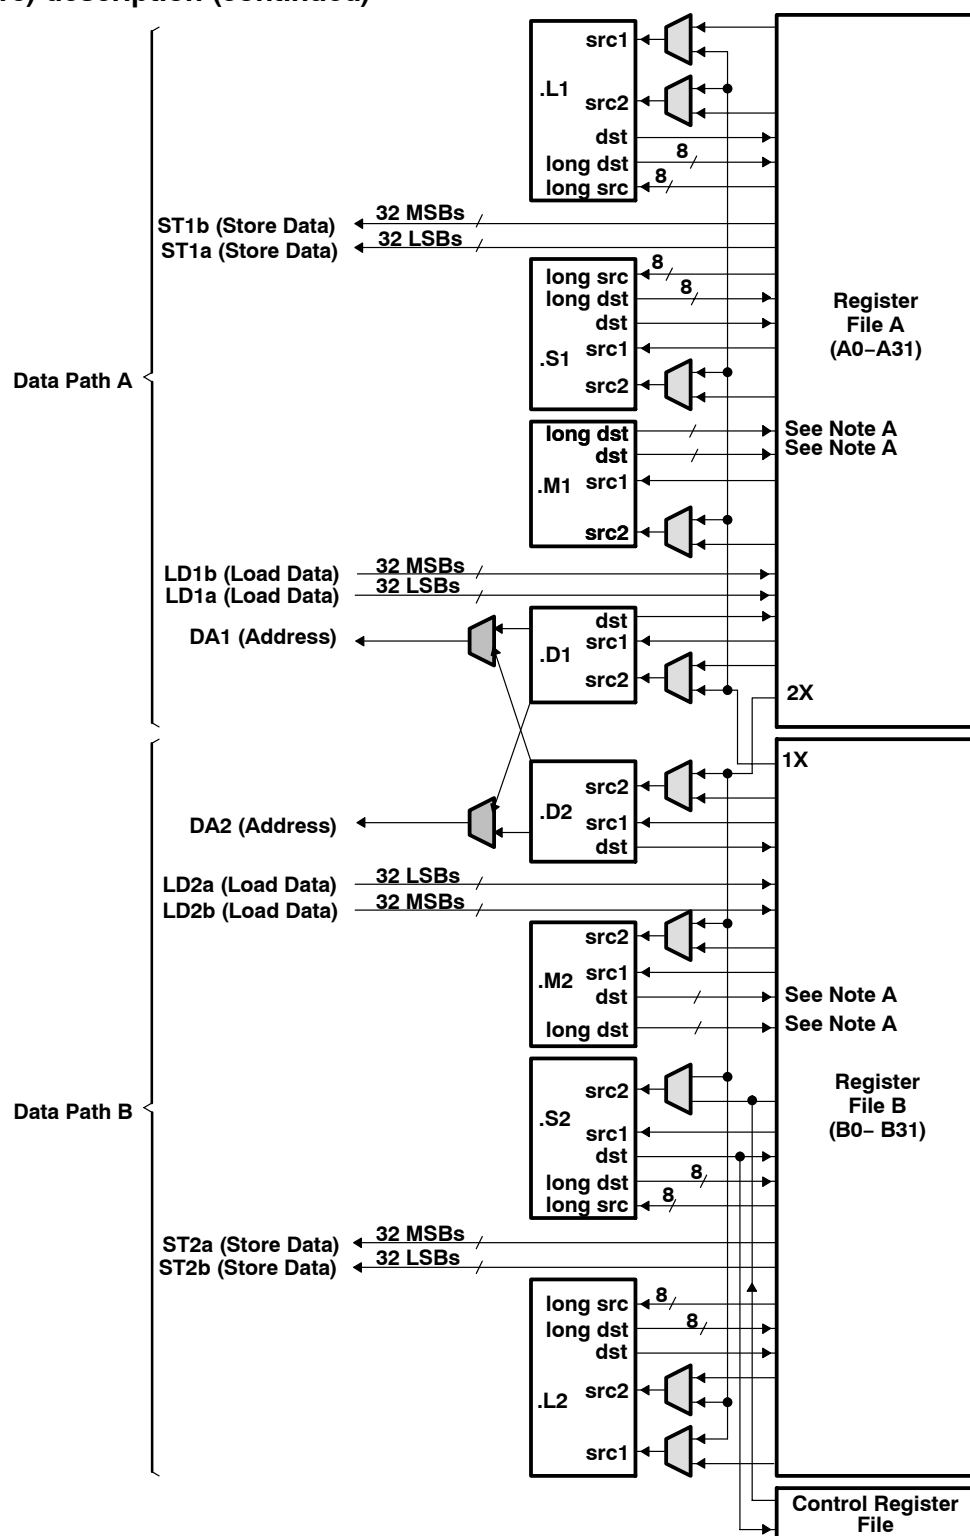 src1
.L1
src2
dst
long dst
8
long src
8
ST1b (Store Data)
32 MSBs
ST1a (Store Data)
32 LSBs
long src
8
long dst
8
dst
.S1
src1
src2
Register
File A
(A0–A31)
Data Path A
long dst
See Note A
dst
See Note A
.M1
src1
src2
LD1b (Load Data)
32 MSBs
LD1a (Load Data)
32 LSBs
DA1 (Address)
dst
src1
.D1
src2
2X
1X
src2
.D2
src1
dst
DA2 (Address)
LD2a (Load Data)
32 LSBs
LD2b (Load Data)
32 MSBs
src2
.M2
src1
dst
See Note A
long dst
See Note A
src2
.S2
src1
dst
long dst
8
long src
8
Register
File B
(B0– B31)
Data Path B
ST2a (Store Data)
32 MSBs
ST2b (Store Data)
32 LSBs
long src
8
long dst
8
dst
src2
.L2
src1
Control Register
File